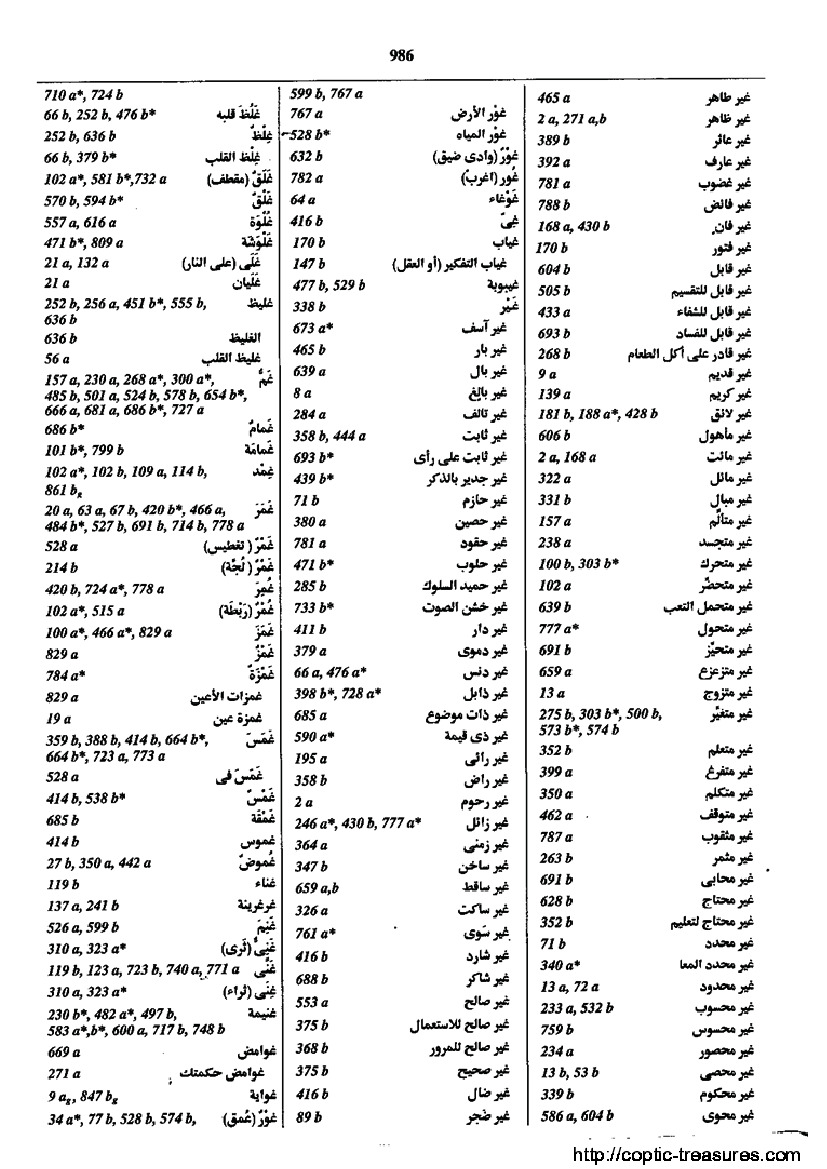 986
710 a*, 724 b
66 b, 252 b, 476 b* غَلُظَ قلبه
252 b, 636 b غِلَظٌ
66 b, 379 b* غِلَظ القلب
102 a*, 581 b*,732 a غَلَقٌ (مقطف)
570 b, 594 b* غَلْقٌ
557 a, 616 a غَلْوَة
471 b*, 809 a غَلْوَشَة
21 a, 132 a غَلَى (على النار)
21 a غَلَيان
252 b, 256 a, 451 b*, 555 b, غليظ
636 b
636 b الغليظ
56 a غليظ القلب
157 a, 230 a, 268 a*, 300 a*, غَمٌّ
485 b, 501 a, 524 b, 578 b, 654 b*,
666 a, 681 a, 686 b*, 727 a
686 b* غَمامٌ
101 b*, 799 b غَمامَة
102 a*, 102 b, 109 a, 114 b, غِمْد
861 bg
20 a, 63 a, 67 b, 420 b*, 466 a, غَمَرَ
484 b*, 527 b, 691 b, 714 b, 778 a
528 a غَمْرٌ (تغطيس)
214 b غَمْرٌ (لُجَّة)
420 b, 724 a*, 778 a غُمِرَ
102 a*, 515 a غُمْرٌ (رَبْطَة)
100 a*, 466 a*, 829 a غَمَزَ
829 a غَمْزٌ
784 a* غَمْزَةٌ
829 a غمزات الأعين
19 a غمزة عين
359 b, 388 b, 414 b, 664 b*, غَمَسَ
664 b*, 723 a, 773 a
528 a غَمَسَ فى
414 b, 538 b* غَمْسٌ
685 b غُمْقَة
414 b غموس
27 b, 350 a, 442 a غُموضٌ
119 b غناء
137 a, 241 b غرغرينة
526 a, 599 b غَنِمَ
310 a, 323 a* غَنِىٌّ (ثَرى)
119 b, 123 a, 723 b, 740 a, 771 a غَنَّى
310 a, 323 a* غِنَى (ثراء)
230 b*, 482 a*, 497 b, غنيمة
583 a*,b*, 600 a, 717 b, 748 b
669 a غوامض
271 a غوامض حكمتك
9 ag, 847 bg غواية
34 a*, 77 b, 528 b, 574 b, غَوْرٌ (عُمق)
599 b, 767 a
767 a غَوْر الأرض
528 b* غَوْر المياه
632 b غَوْرٌ (وادى ضيق)
782 a غُور (اغرب)
64 a غَوْغاء
416 b غىّ
170 b غياب
147 b غياب التفكير (أو العقل)
477 b, 529 b غيبوبة
338 b غَيْر
673 a* غير آسف
465 b غير بار
639 a غير بال
8 a غير بالغ
284 a غير تالف
358 b, 444 a غير ثابت
693 b* غير ثابت على رأى
439 b* غير جدير بالذكر
71 b غير حازم
380 a غير حصين
781 a غير حقود
471 b* غير حلوب
285 b غير حميد السلوك
733 b* غير خشن الصوت
411 b غير دار
379 a غير دموى
66 a, 476 a* غير دنس
398 b*, 728 a* غير ذابل
685 a غير ذات موضوع
590 a* غير ذى قيمة
195 a غير راقى
358 b غير راض
2 a غير رحوم
246 a*, 430 b, 777 a* غير زائل
364 a غير زمنى
347 b غير ساخن
659 a,b غير ساقط
326 a غير ساكت
761 a* غير سَوى
416 b غير شارد
688 b غير شاكر
553 a غير صالح
375 b غير صالح للاستعمال
368 b غير صالح للمرور
375 b غير صحيح
416 b غير ضال
89 b غير ضجر
465 a غير طاهر
2 a, 271 a,b غير ظاهر
389 b غير عاقر
392 a غير عارف
781 a غير غضوب
788 b غير فائض
168 a, 430 b غير فان
170 b غير فتور
604 b غير قابل
505 b غير قابل للتقسيم
433 a غير قابل للشفاء
693 b غير قابل للفساد
268 b غير قادر على أكل الطعام
9 a غير قديم
139 a غير كريم
181 b, 188 a*, 428 b غير لائق
606 b غير مأهول
2 a, 168 a غير مائت
322 a غير مائل
331 b غير مبال
157 a غير متألّم
238 a غير متجسد
100 b, 303 b* غير متحرك
102 a غير متحضّر
639 b غير متحمل التعب
777 a* غير متحول
691 b غير متحيّز
659 a غير متزعزع
13 a غير متزوج
275 b, 303 b*, 500 b, غير متغيّر
573 b*, 574 b
352 b غير متعلم
399 a غير متفرغ
350 a غير متكلم
462 a غير متوقف
787 a غير مثقوب
263 b غير مثمر
691 b غير محابى
628 b غير محتاج
352 b غير محتاج لتعليم
71 b غير محدد
340 a* غير محدد المعا
13 a, 72 a غير محدود
233 a, 532 b غير محسوب
759 b غير محسوس
234 a غير محصور
13 b, 53 b غير محصى
339 b غير محكوم
586 a, 604 b غير محوى
http://coptic-treasures.com